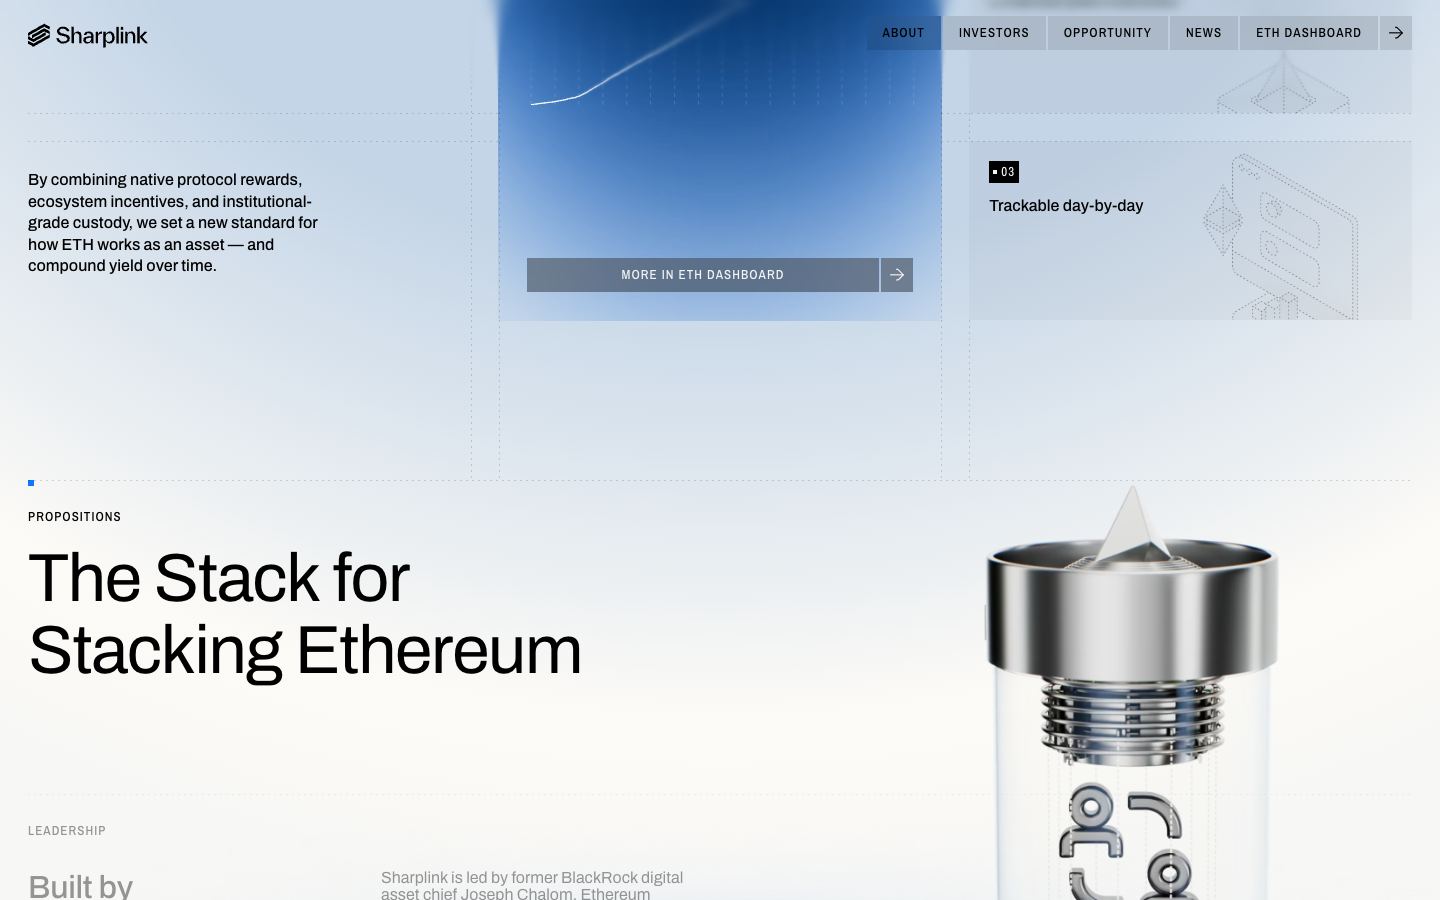 Sharplink
ABOUT
INVESTORS
OPPORTUNITY
NEWS
ETH DASHBOARD
By combining native protocol rewards,
ecosystem incentives, and institutional-
grade custody, we set a new standard for
how ETH works as an asset — and
compound yield over time.
MORE IN ETH DASHBOARD
03
Trackable day-by-day
PROPOSITIONS
The Stack for
Stacking Ethereum
LEADERSHIP
Built by
Sharplink is led by former BlackRock digital
asset chief Joseph Chalom, Ethereum